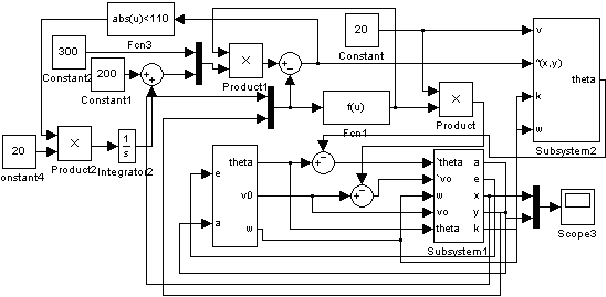 abs(u)<110
Fcn3
300
Constant2
200
Constant1
×
Product1
20
Constant
v
^(x,y)
theta
k
w
Subsystem2
f(u)
Fcn1
×
Product
20
onstant4
×
Product2
1
s
Integrator2
e
a
theta
v0
w
`theta
`vo
w
vo
theta
a
e
x
y
k
Subsystem1
Scope3